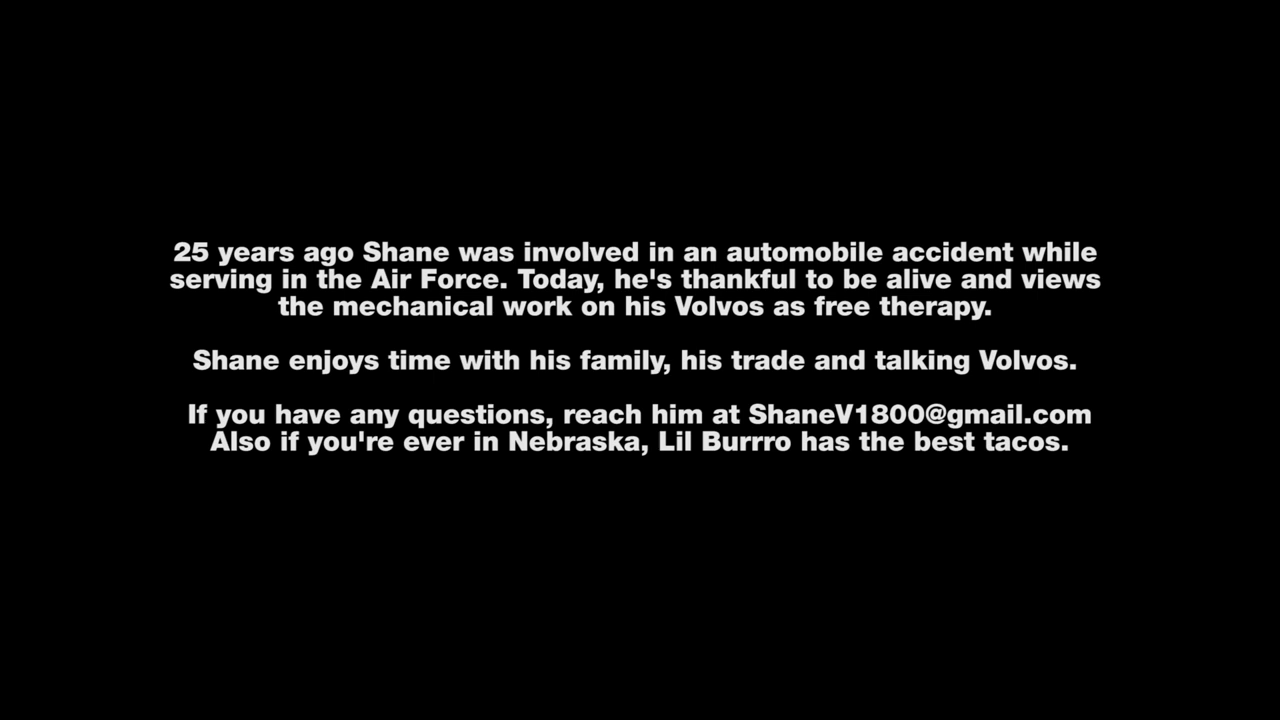 25 years ago Shane was involved in an automobile accident while
serving in the Air Force. Today, he's thankful to be alive and views
the mechanical work on his Volvos as free therapy.
Shane enjoys time with his family, his trade and talking Volvos.
If you have any questions, reach him at ShaneV1800@gmail.com
Also if you're ever in Nebraska, Lil Burrro has the best tacos.